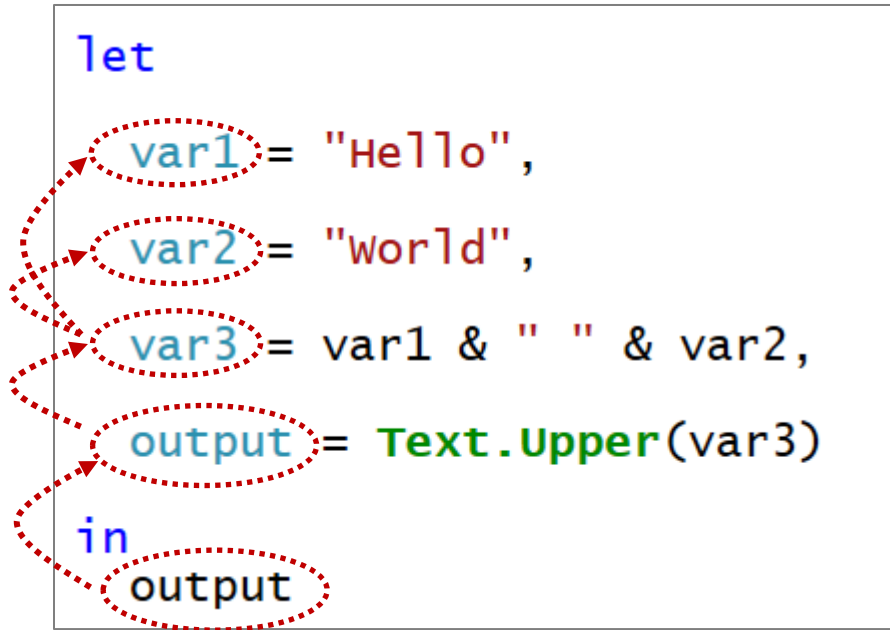 let
var1 = "Hello",
var2 = "World",
var3 = var1 & " " & var2,
output = Text.Upper(var3)
in
output